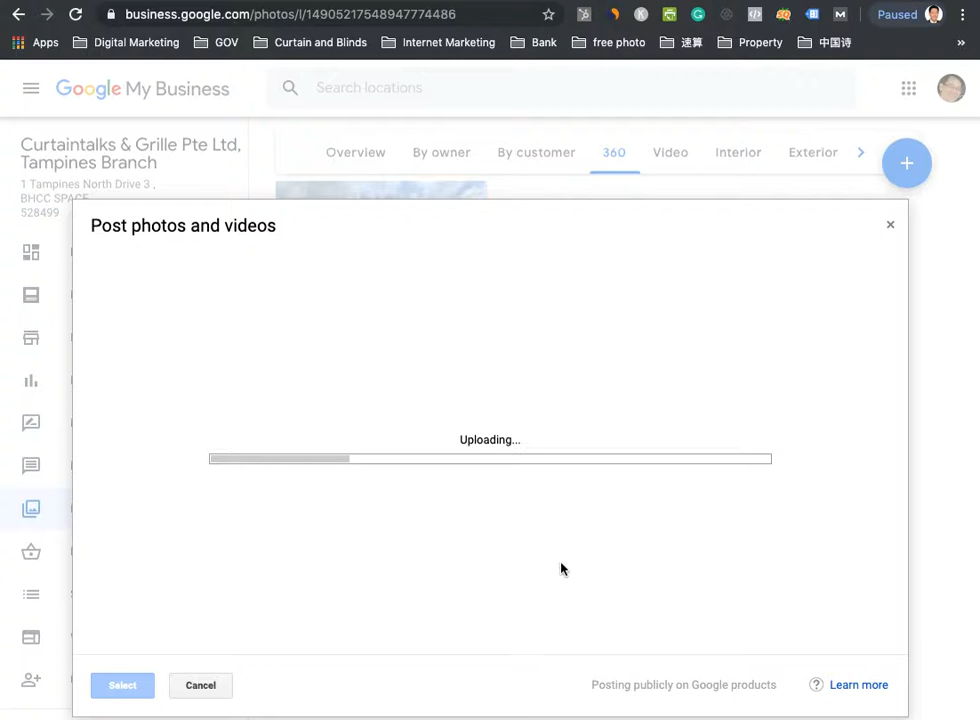 business.google.com/photos/l/14905217548947774486
Paused
Apps
Digital Marketing
GOV
Curtain and Blinds
Internet Marketing
Bank
free photo
速算
Property
中国诗
»
Google My Business
Search locations
Curtaintalks & Grille Pte Ltd,
Tampines Branch
1 Tampines North Drive 3 ,
BHCC SPACE
528499
Overview
By owner
By customer
360
Video
Interior
Exterior
Post photos and videos
Uploading...
Select
Cancel
Posting publicly on Google products
Learn more